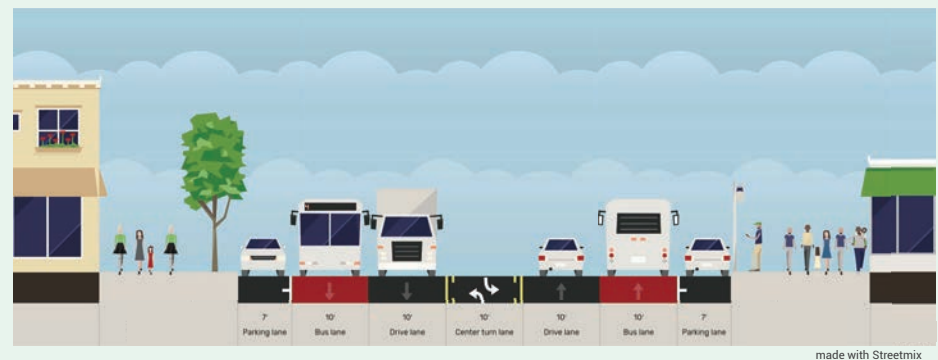 7'
Parking lane
10'
Bus lane
10'
Drive lane
10'
Center turn lane
10'
Drive lane
10'
Bus lane
7'
Parking lane
made with Streetmix